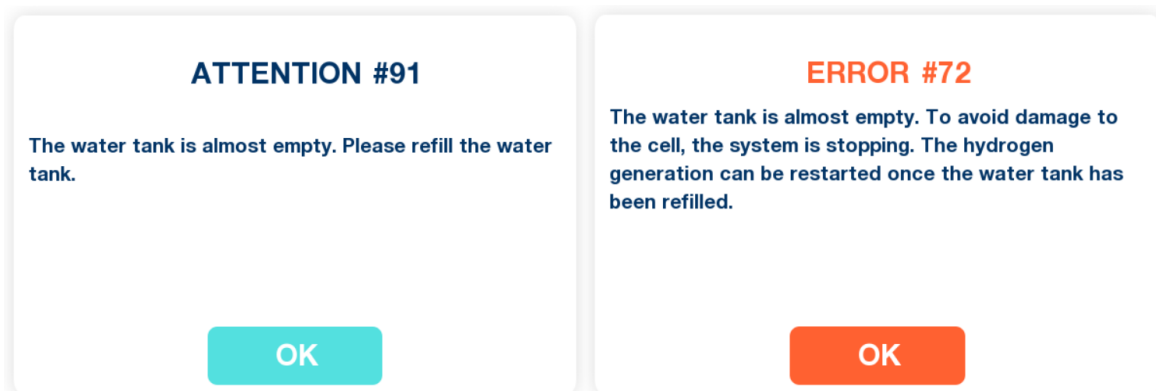 ATTENTION #91
The water tank is almost empty. Please refill the water
tank.
OK
ERROR #72
The water tank is almost empty. To avoid damage to
the cell, the system is stopping. The hydrogen
generation can be restarted once the water tank has
been refilled.
OK